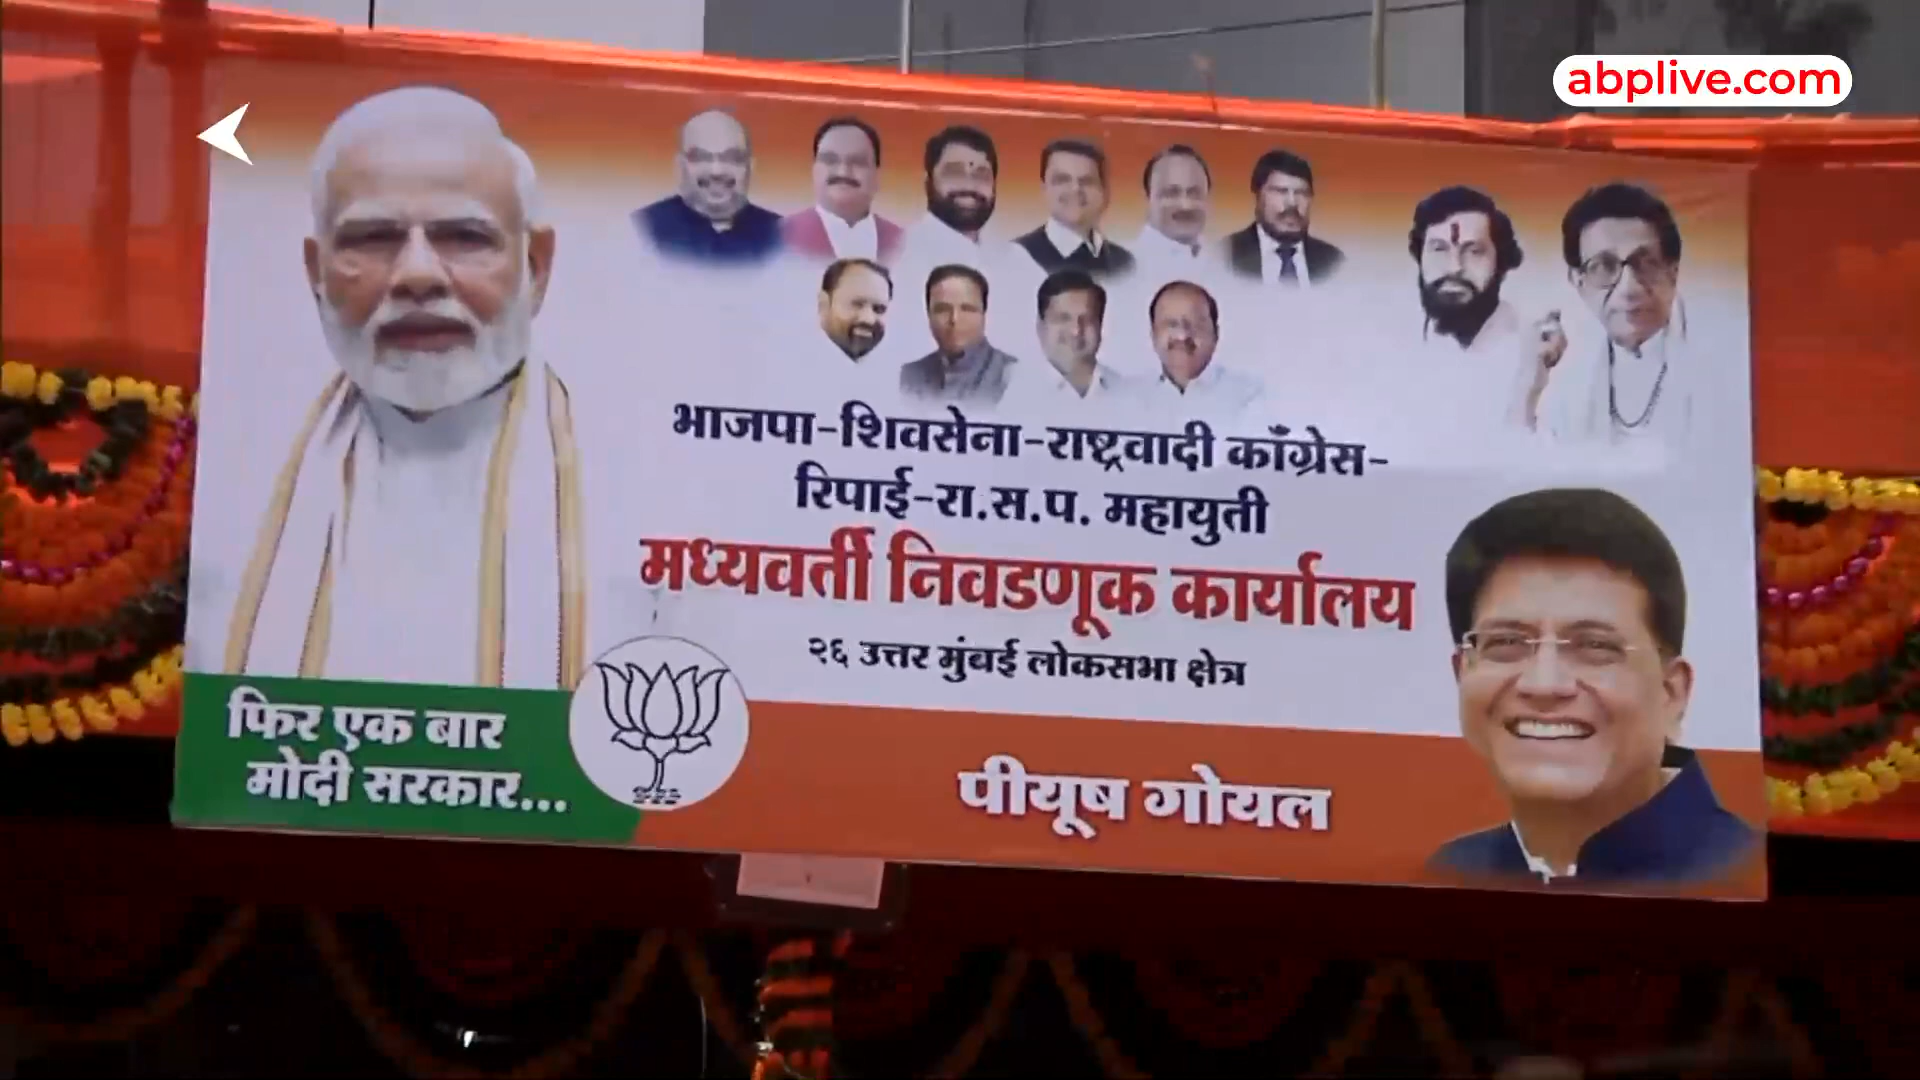 abplive.com
भाजपा-शिवसेना-राष्ट्रवादी काँग्रेस-
रिपाई-रा.स.प. महायुती
मध्यवर्ती निवडणूक कार्यालय
२६ उत्तर मुंबई लोकसभा क्षेत्र
फिर एक बार
मोदी सरकार...
पीयूष गोयल